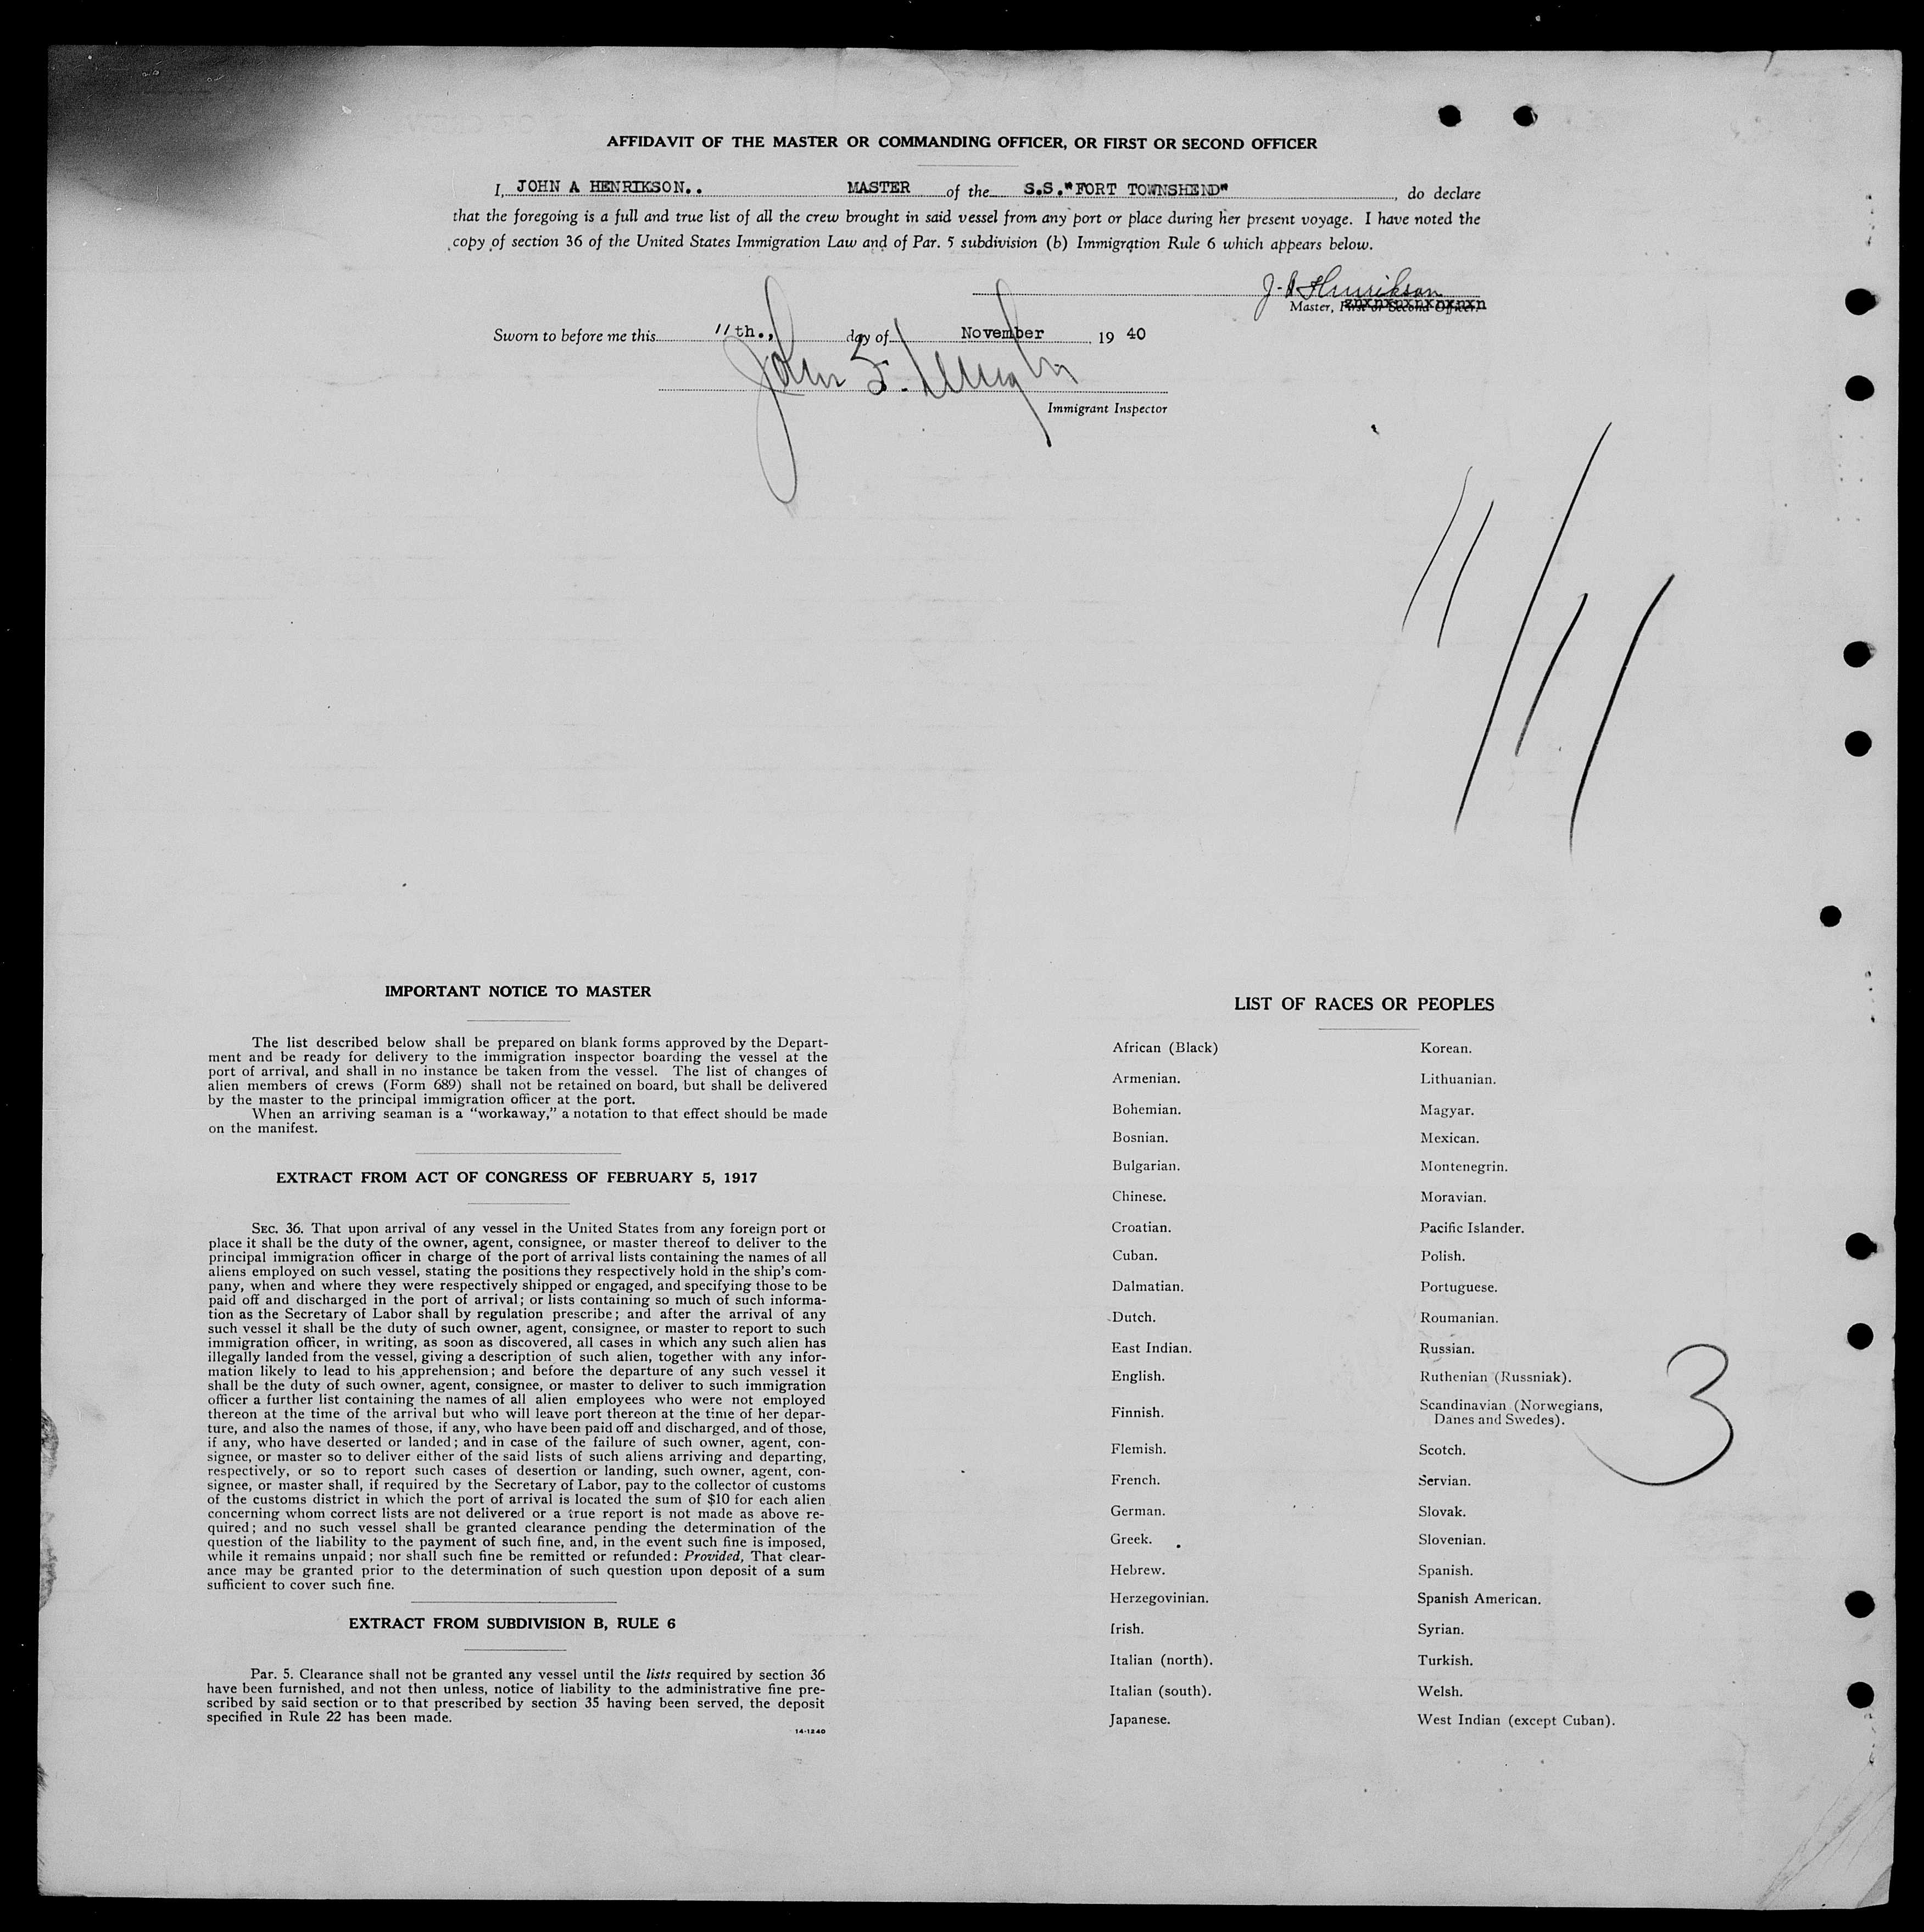 AFFIDAVIT OF THE MASTER OR COMMANDING OFFICER, OR FIRST OR SECOND OFFICER
I, JOHN A HENRIKSON.. MASTER of the S.S."FORT TOWNSHEND", do declare
that the foregoing is a full and true list of all the crew brought in said vessel from any port or place during her present voyage. I have noted the
copy of section 36 of the United States Immigration Law and of Par. 5 subdivision (b) Immigration Rule 6 which appears below.
J. A. Henrikson
Master, First or Second Officer.
Sworn to before me this 11th., day of November 19 40
John S.
Immigrant Inspector
11/11
IMPORTANT NOTICE TO MASTER
The list described below shall be prepared on blank forms approved by the Depart-
ment and be ready for delivery to the immigration inspector boarding the vessel at the
port of arrival, and shall in no instance be taken from the vessel. The list of changes of
alien members of crews (Form 689) shall not be retained on board, but shall be delivered
by the master to the principal immigration officer at the port.
When an arriving seaman is a "workaway," a notation to that effect should be made
on the manifest.
EXTRACT FROM ACT OF CONGRESS OF FEBRUARY 5, 1917
SEC. 36. That upon arrival of any vessel in the United States from any foreign port or
place it shall be the duty of the owner, agent, consignee, or master thereof to deliver to the
principal immigration officer in charge of the port of arrival lists containing the names of all
aliens employed on such vessel, stating the positions they respectively hold in the ship's com-
pany, when and where they were respectively shipped or engaged, and specifying those to be
paid off and discharged in the port of arrival; or lists containing so much of such informa-
tion as the Secretary of Labor shall by regulation prescribe; and after the arrival of any
such vessel it shall be the duty of such owner, agent, consignee, or master to report to such
immigration officer, in writing, as soon as discovered, all cases in which any such alien has
illegally landed from the vessel, giving a description of such alien, together with any infor-
mation likely to lead to his apprehension; and before the departure of any such vessel it
shall be the duty of such owner, agent, consignee, or master to deliver to such immigration
officer a further list containing the names of all alien employees who were not employed
thereon at the time of the arrival but who will leave port thereon at the time of her depar-
ture, and also the names of those, if any, who have been paid off and discharged, and of those,
if any, who have deserted or landed; and in case of the failure of such owner, agent, con-
signee, or master so to deliver either of the said lists of such aliens arriving and departing,
respectively, or so to report such cases of desertion or landing, such owner, agent, con-
signee, or master shall, if required by the Secretary of Labor, pay to the collector of customs
of the customs district in which the port of arrival is located the sum of $10 for each alien
concerning whom correct lists are not delivered or a true report is not made as above re-
quired; and no such vessel shall be granted clearance pending the determination of the
question of the liability to the payment of such fine, and, in the event such fine is imposed,
while it remains unpaid; nor shall such fine be remitted or refunded: Provided, That clear-
ance may be granted prior to the determination of such question upon deposit of a sum
sufficient to cover such fine.
EXTRACT FROM SUBDIVISION B, RULE 6
Par. 5. Clearance shall not be granted any vessel until the lists required by section 36
have been furnished, and not then unless, notice of liability to the administrative fine pre-
scribed by said section or to that prescribed by section 35 having been served, the deposit
specified in Rule 22 has been made.
14-1240
LIST OF RACES OR PEOPLES
African (Black)
Armenian.
Bohemian.
Bosnian.
Bulgarian.
Chinese.
Croatian.
Cuban.
Dalmatian.
Dutch.
East Indian.
English.
Finnish.
Flemish.
French.
German.
Greek.
Hebrew.
Herzegovinian.
Irish.
Italian (north).
Italian (south).
Japanese.
Korean.
Lithuanian.
Magyar.
Mexican.
Montenegrin.
Moravian.
Pacific Islander.
Polish.
Portuguese.
Roumanian.
Russian.
Ruthenian (Russniak).
Scandinavian (Norwegians,
Danes and Swedes).
Scotch.
Servian.
Slovak.
Slovenian.
Spanish.
Spanish American.
Syrian.
Turkish.
Welsh.
West Indian (except Cuban).
3